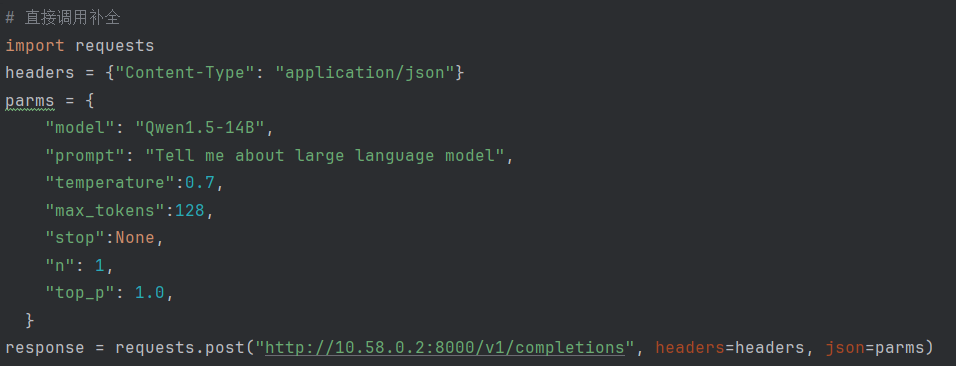 # 直接调用补全
import requests
headers = {"Content-Type": "application/json"}
parms = {
    "model": "Qwen1.5-14B",
    "prompt": "Tell me about large language model",
    "temperature":0.7,
    "max_tokens":128,
    "stop":None,
    "n": 1,
    "top_p": 1.0,
  }
response = requests.post("http://10.58.0.2:8000/v1/completions", headers=headers, json=parms)